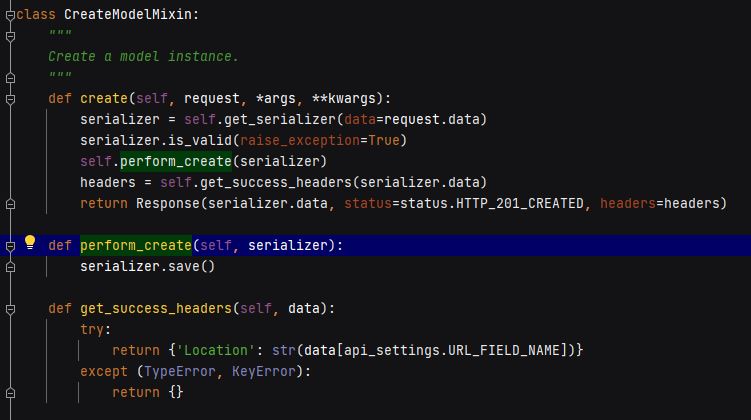 class CreateModelMixin:
    """
    Create a model instance.
    """
    def create(self, request, *args, **kwargs):
        serializer = self.get_serializer(data=request.data)
        serializer.is_valid(raise_exception=True)
        self.perform_create(serializer)
        headers = self.get_success_headers(serializer.data)
        return Response(serializer.data, status=status.HTTP_201_CREATED, headers=headers)

    def perform_create(self, serializer):
        serializer.save()

    def get_success_headers(self, data):
        try:
            return {'Location': str(data[api_settings.URL_FIELD_NAME])}
        except (TypeError, KeyError):
            return {}